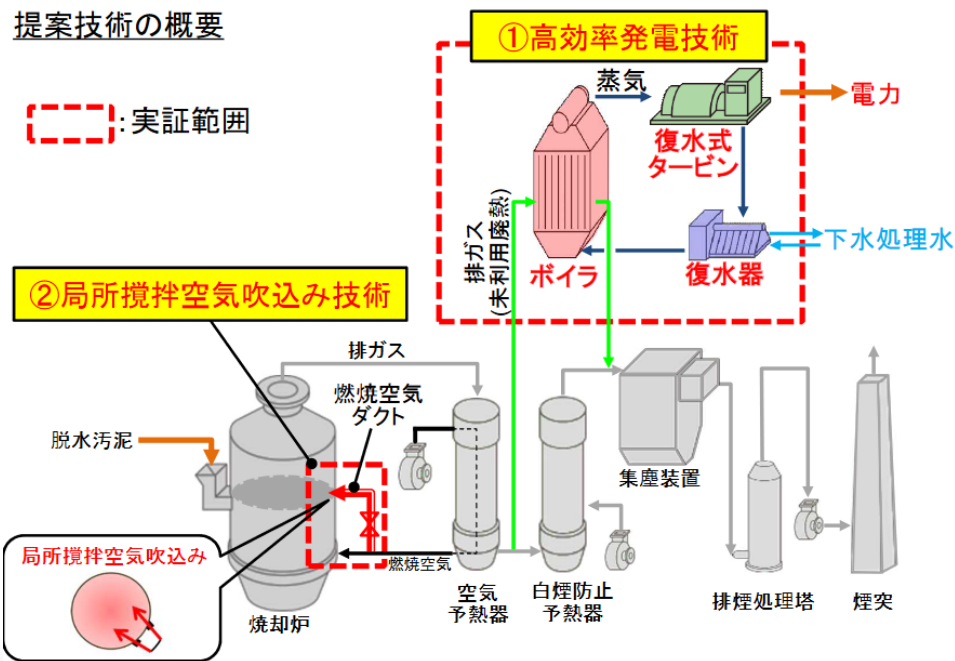 提案技術の概要
:実証範囲
①高効率発電技術
蒸気
電力
復水式
タービン
排ガス
(未利用廃熱)
ボイラ
復水器
下水処理水
②局所撹拌空気吹込み技術
排ガス
燃焼空気
ダクト
脱水汚泥
集塵装置
局所撹拌空気吹込み
燃焼空気
焼却炉
空気
予熱器
白煙防止
予熱器
排煙処理塔
煙突